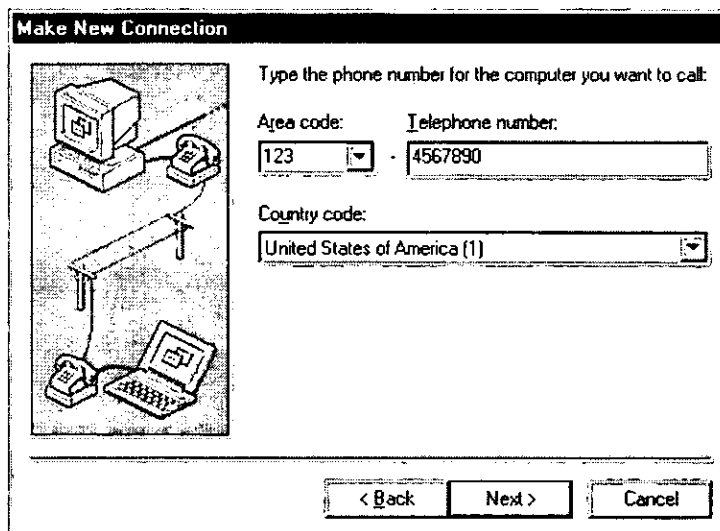 Make New Connection
Type the phone number for the computer you want to call:
Area code: Telephone number:
123 - 4567890
Country code:
United States of America (1)
< Back Next > Cancel